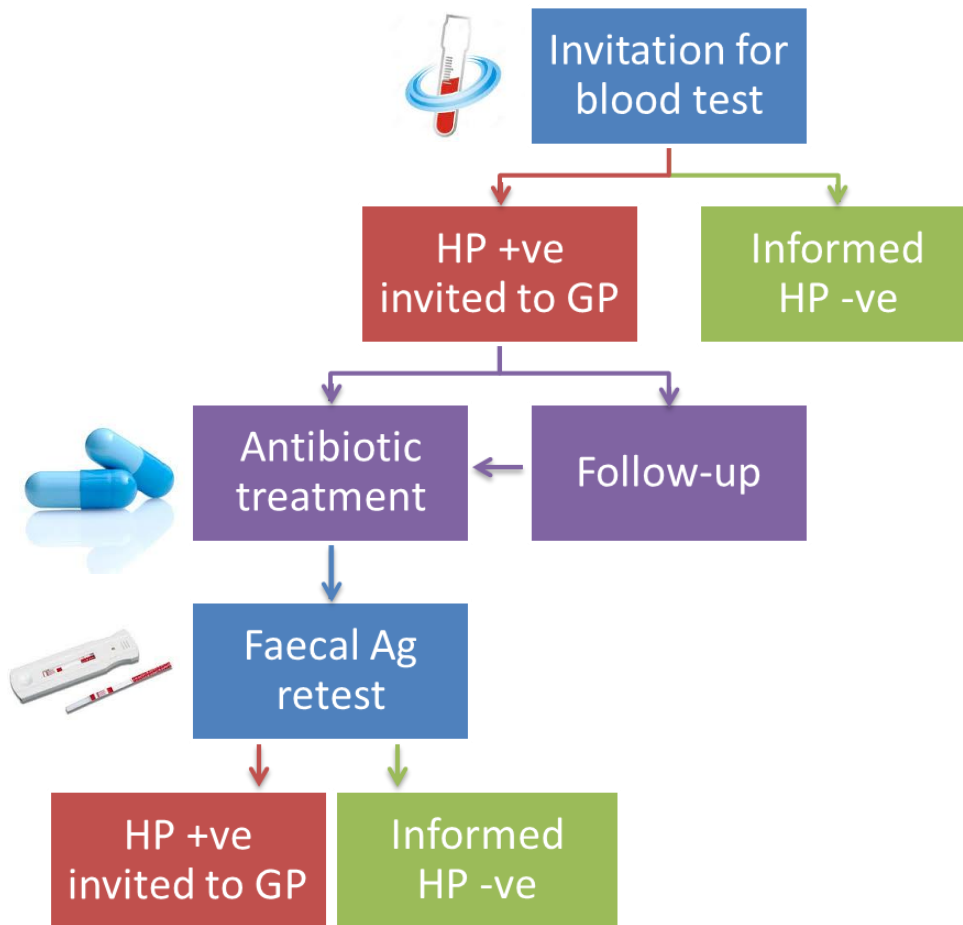 Invitation for
blood test
HP +ve
invited to GP
Informed
HP -ve
Antibiotic
treatment
Follow-up
Faecal Ag
retest
HP +ve
invited to GP
Informed
HP -ve